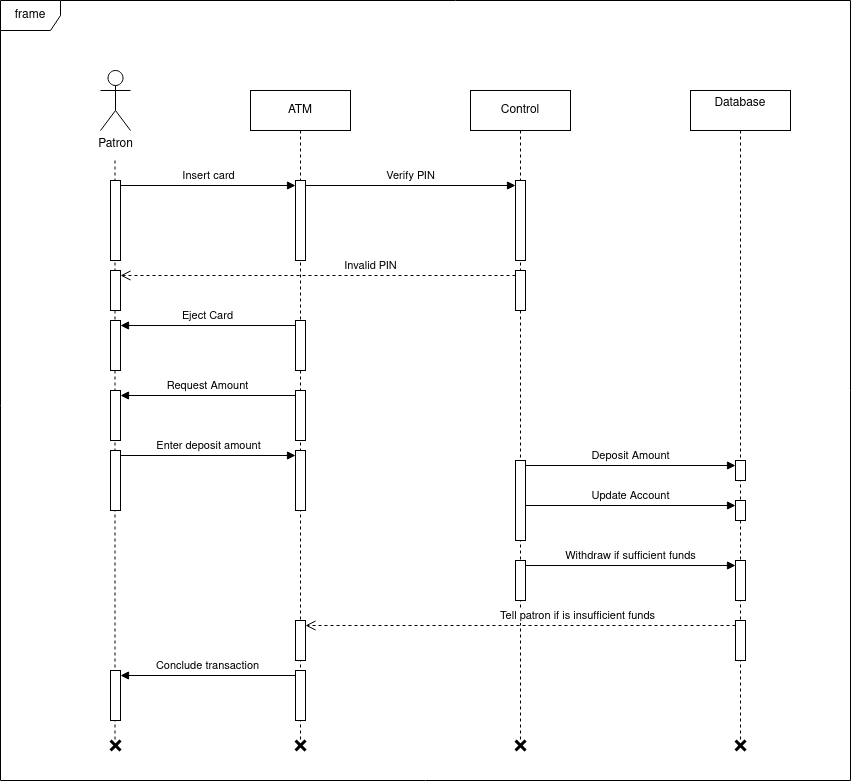 frame
Patron
ATM
Control
Database
Insert card
Verify PIN
Invalid PIN
Eject Card
Request Amount
Enter deposit amount
Deposit Amount
Update Account
Withdraw if sufficient funds
Tell patron if is insufficient funds
Conclude transaction